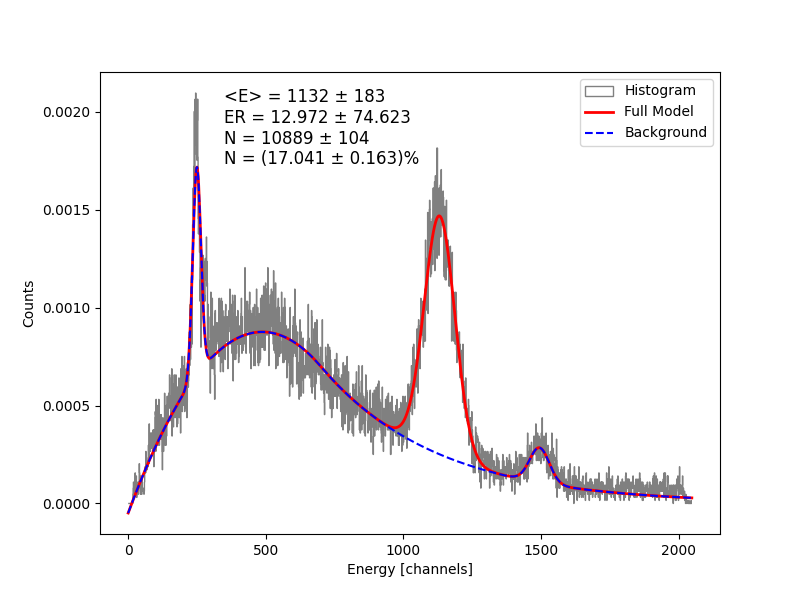 <E> = 1132 ± 183
ER = 12.972 ± 74.623
N = 10889 ± 104
N = (17.041 ± 0.163)%
Histogram
Full Model
Background
Counts
0.0020
0.0015
0.0010
0.0005
0.0000
0
500
1000
1500
2000
Energy [channels]